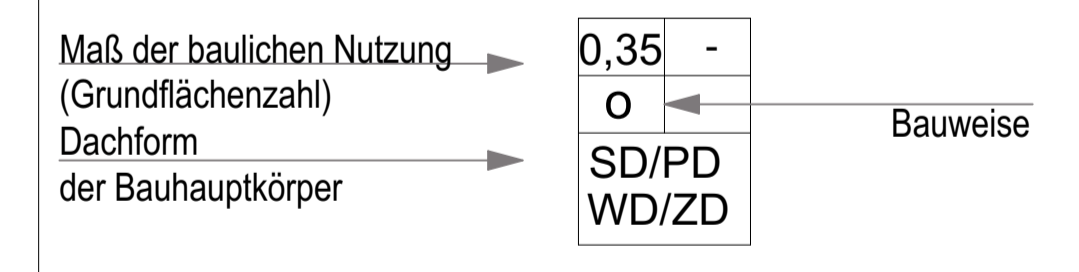 Maß der baulichen Nutzung
(Grundflächenzahl)
Dachform
der Bauhauptkörper
0,35 -
o
SD/PD
WD/ZD
Bauweise